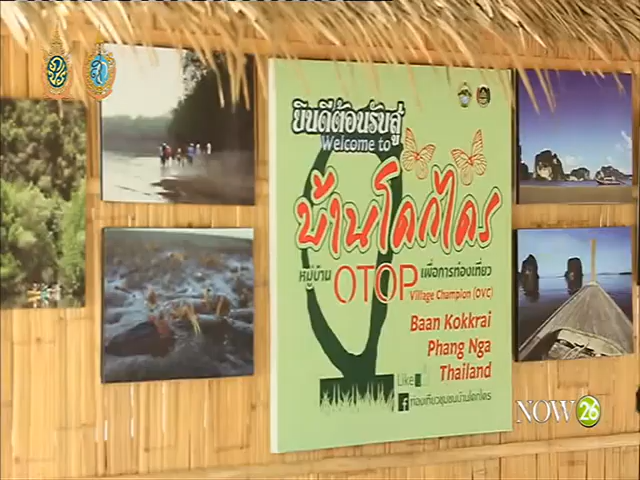 ยินดีต้อนรับสู่
Welcome to
บ้านโคกไคร
หมู่บ้าน OTOP เพื่อการท่องเที่ยว
Village Champion (OVC)
Baan Kokkrai
Phang Nga
Thailand
Like
f ท่องเที่ยวชุมชนบ้านโคกไคร
NOW 26